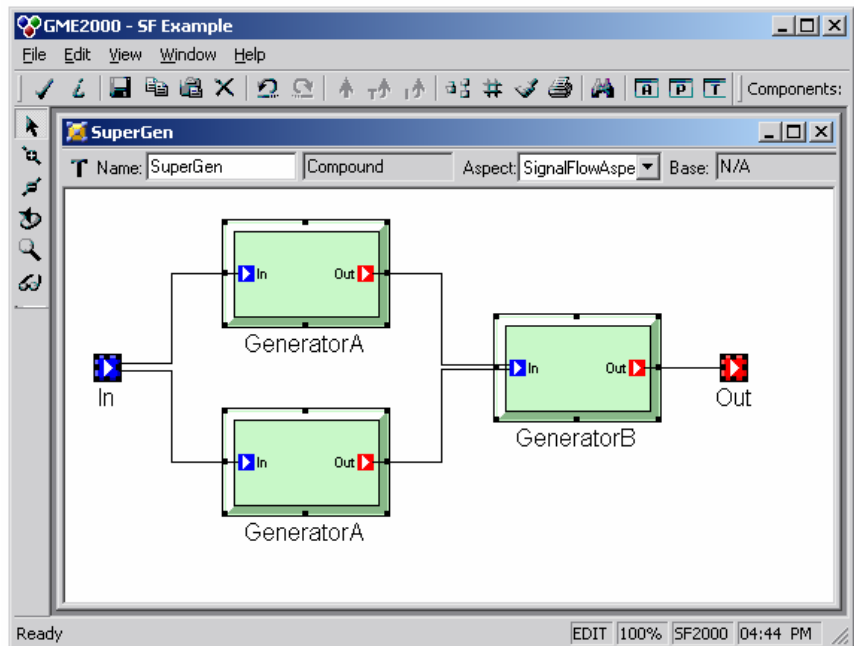 GME2000 - SF Example
File Edit View Window Help
A P T Components:
SuperGen
Name: SuperGen Compound Aspect: SignalFlowAspe Base: N/A
In Out
GeneratorA
In Out
In
GeneratorB
Out
In Out
GeneratorA
Ready EDIT 100% SF2000 04:44 PM